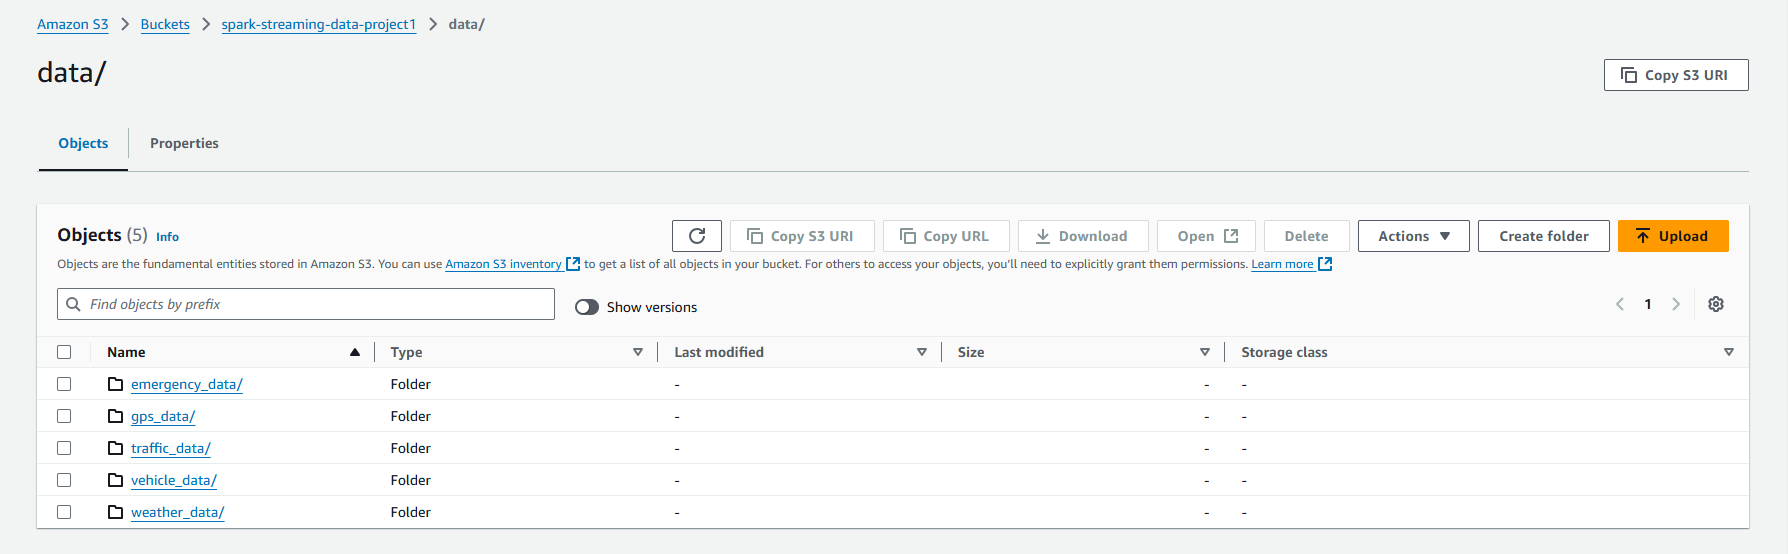 Amazon S3 > Buckets > spark-streaming-data-project1 > data/
data/
Copy S3 URI
Objects Properties
Objects (5) Info
Copy S3 URI Copy URL Download Open Delete Actions Create folder Upload
Objects are the fundamental entities stored in Amazon S3. You can use Amazon S3 inventory to get a list of all objects in your bucket. For others to access your objects, you'll need to explicitly grant them permissions. Learn more
Find objects by prefix Show versions 1
Name Type Last modified Size Storage class
emergency_data/ Folder - - -
gps_data/ Folder - - -
traffic_data/ Folder - - -
vehicle_data/ Folder - - -
weather_data/ Folder - - -